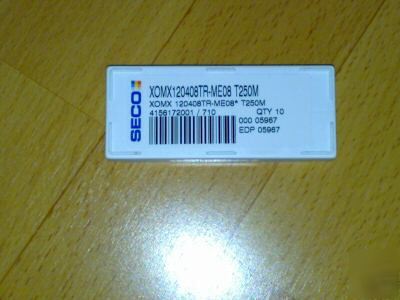 SECO
XOMX120408TR-ME08 T250M
XOMX 120408TR-ME08* T250M
4156172001 / 710 QTY 10
000 05967
EDP 05967